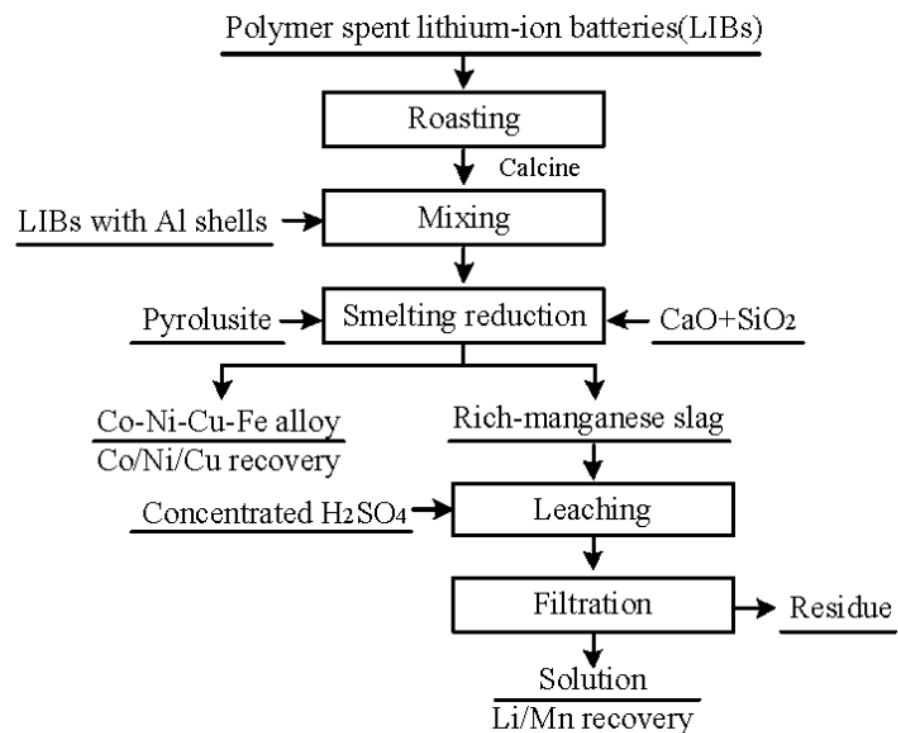 Polymer spent lithium-ion batteries(LIBs)
Roasting
Calcine
LIBs with Al shells
Mixing
Pyrolusite
Smelting reduction
CaO+SiO₂
Co-Ni-Cu-Fe alloy
Co/Ni/Cu recovery
Rich-manganese slag
Concentrated H₂SO₄
Leaching
Filtration
Residue
Solution
Li/Mn recovery